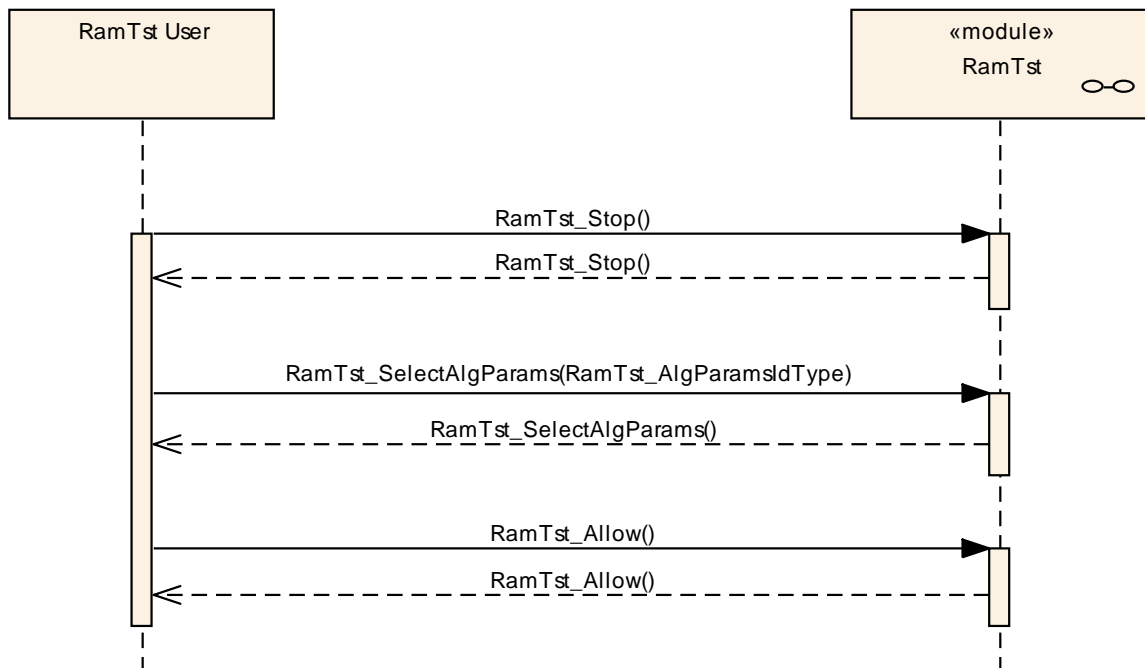 RamTst User
«module»
RamTst
RamTst_Stop()
RamTst_Stop()
RamTst_SelectAlgParams(RamTst_AlgParamsIdType)
RamTst_SelectAlgParams()
RamTst_Allow()
RamTst_Allow()